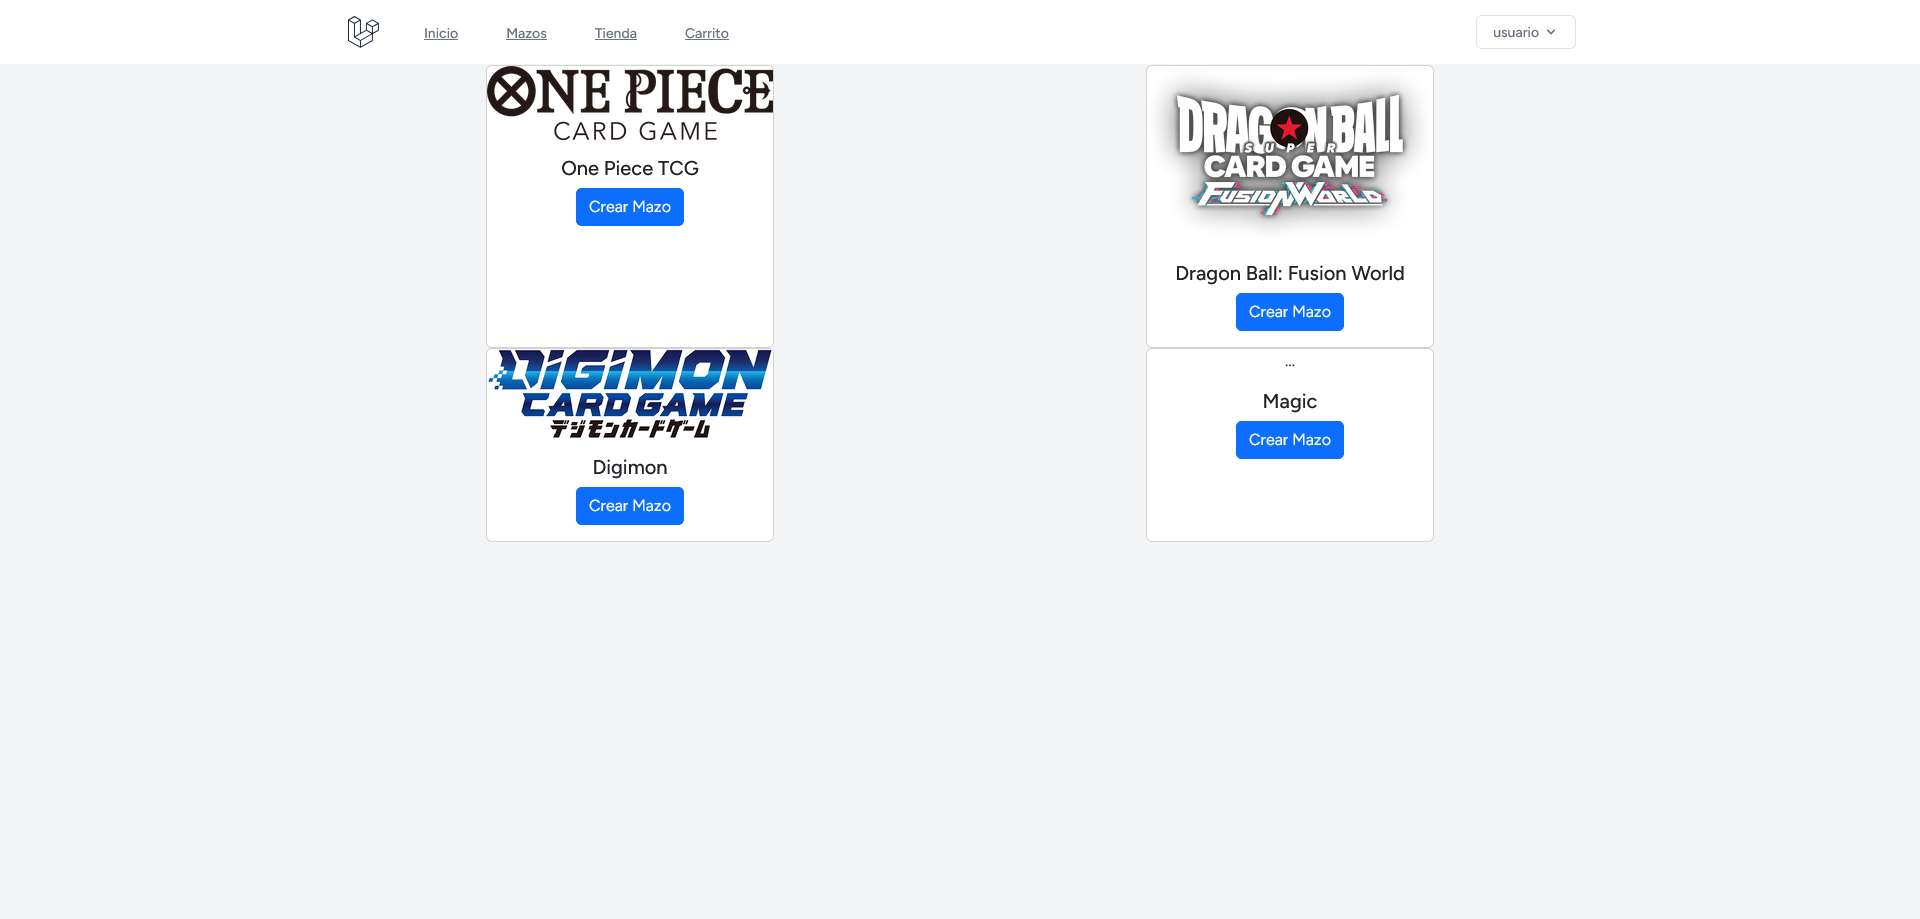 Inicio
Mazos
Tienda
Carrito
usuario
ONE PIECE
CARD GAME
One Piece TCG
Crear Mazo
DRAGON BALL
SUPER
CARD GAME
FUSION WORLD
Dragon Ball: Fusion World
Crear Mazo
DIGIMON
CARD GAME
デジモンカードゲーム
Digimon
Crear Mazo
...
Magic
Crear Mazo